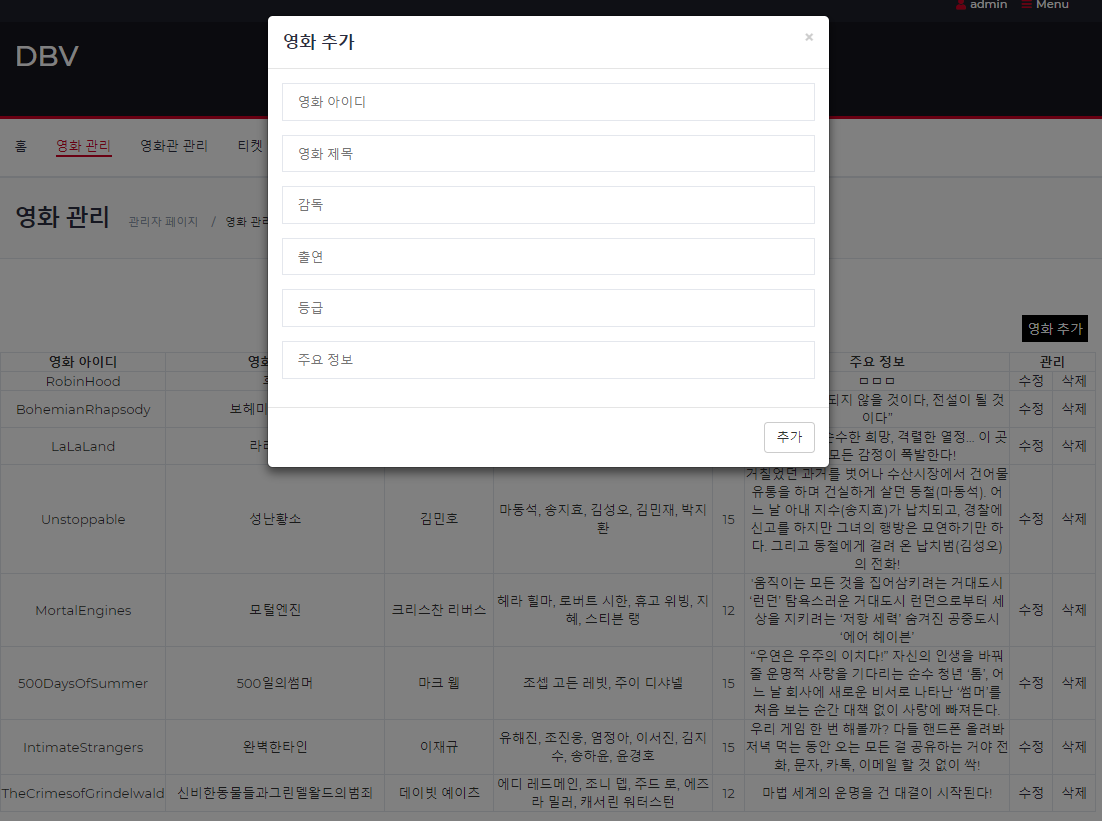 admin Menu
DBV
영화 추가
×
영화 아이디
영화 제목
감독
출연
등급
주요 정보
추가
홈 영화 관리 영화관 관리 티켓
영화 관리 관리자 페이지 / 영화 관리
영화 추가
영화 아이디 주요 정보 관리
RobinHood ㅁㅁㅁ 수정 삭제
BohemianRhapsody 보헤미 되지 않을 것이다, 전설이 될 것
이다” 수정 삭제
LaLaLand 순수한 희망, 격렬한 열정... 이 곳
모든 감정이 폭발한다! 수정 삭제
Unstoppable 성난황소 김민호
마동석, 송지효, 김성오, 김민재, 박지
환
15
거칠었던 과거를 벗어나 수산시장에서 건어물
유통을 하며 건실하게 살던 동철(마동석). 어
느 날 아내 지수(송지효)가 납치되고, 경찰에
신고를 하지만 그녀의 행방은 묘연하기만 하
다. 그리고 동철에게 걸려 온 납치범(김성오)
의 전화!
수정 삭제
MortalEngines 모털엔진 크리스찬 리버스
헤라 힐마, 로버트 시한, 휴고 위빙, 지
혜, 스티븐 랭
12
‘움직이는 모든 것을 집어삼키려는 거대도시
‘런던’ 탐욕스러운 거대도시 런던으로부터 세
상을 지키려는 ‘저항 세력’ 숨겨진 공중도시
‘에어 헤이븐’
수정 삭제
500DaysOfSummer 500일의썸머 마크 웹 조셉 고든 레빗, 주이 디샤넬 15
“우연은 우주의 이치다!” 자신의 인생을 바꿔
줄 운명적 사랑을 기다리는 순수 청년 ‘톰’, 어
느 날 회사에 새로운 비서로 나타난 ‘썸머’를
처음 보는 순간 대책 없이 사랑에 빠져든다.
수정 삭제
IntimateStrangers 완벽한타인 이재규
유해진, 조진웅, 염정아, 이서진, 김지
수, 송하윤, 윤경호
15
우리 게임 한 번 해볼까? 다들 핸드폰 올려봐
저녁 먹는 동안 오는 모든 걸 공유하는 거야 전
화, 문자, 카톡, 이메일 할 것 없이 싹!
수정 삭제
TheCrimesofGrindelwald 신비한동물들과그린델왈드의범죄 데이빗 예이츠
에디 레드메인, 조니 뎁, 주드 로, 에즈
라 밀러, 캐서린 워터스턴
12 마법 세계의 운명을 건 대결이 시작된다! 수정 삭제